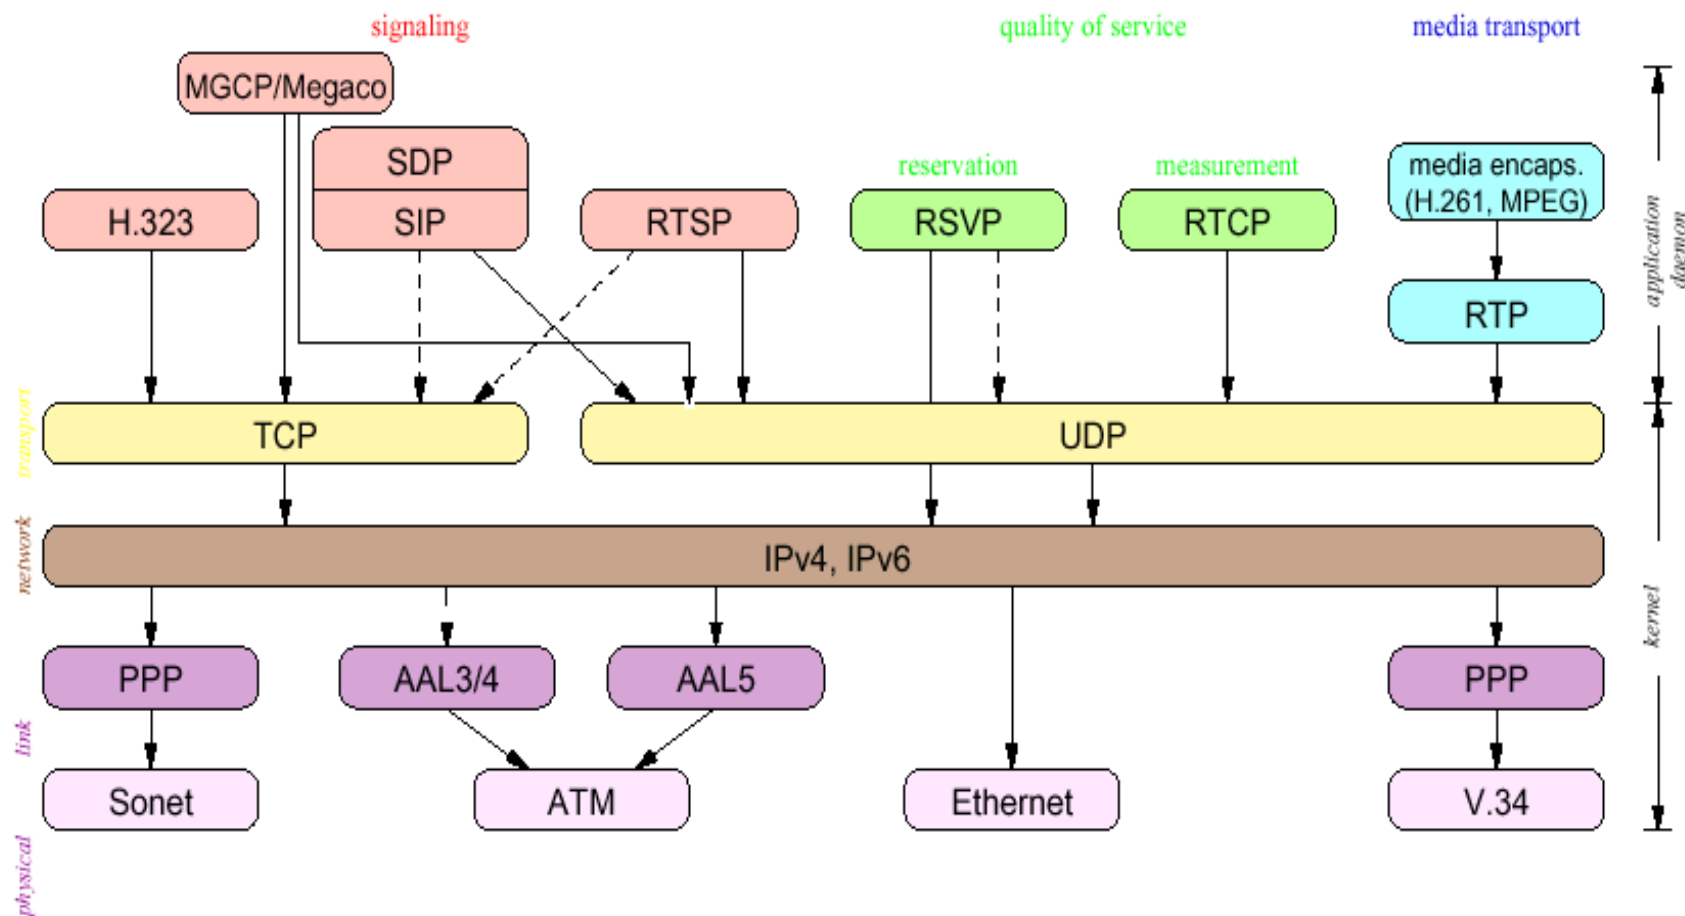 signaling
quality of service
media transport
MGCP/Megaco
SDP
SIP
H.323
RTSP
reservation
RSVP
measurement
RTCP
media encaps.
(H.261, MPEG)
RTP
application
daemon
transport
TCP
UDP
network
IPv4, IPv6
kernel
link
PPP
AAL3/4
AAL5
PPP
physical
Sonet
ATM
Ethernet
V.34